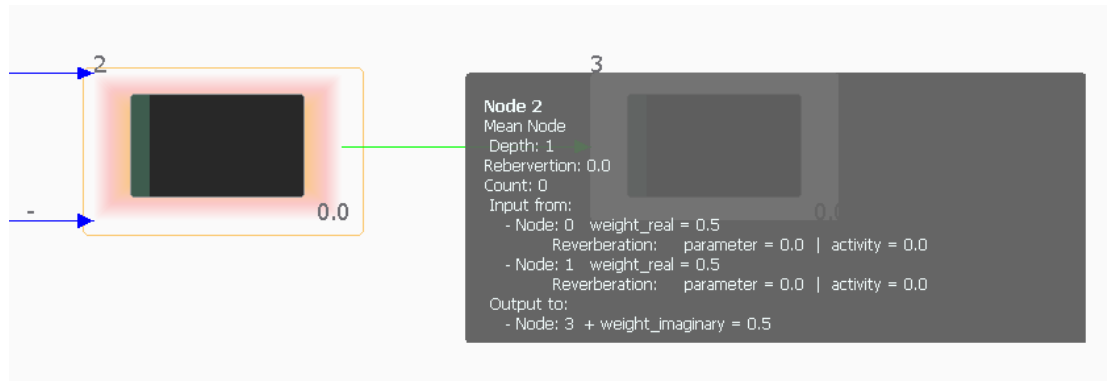 2
3
Node 2
Mean Node
Depth: 1
Rebervertion: 0.0
Count: 0
Input from:
- Node: 0 weight_real = 0.5
Reverberation: parameter = 0.0 | activity = 0.0
- Node: 1 weight_real = 0.5
Reverberation: parameter = 0.0 | activity = 0.0
Output to:
- Node: 3 + weight_imaginary = 0.5
-
0.0
0.0